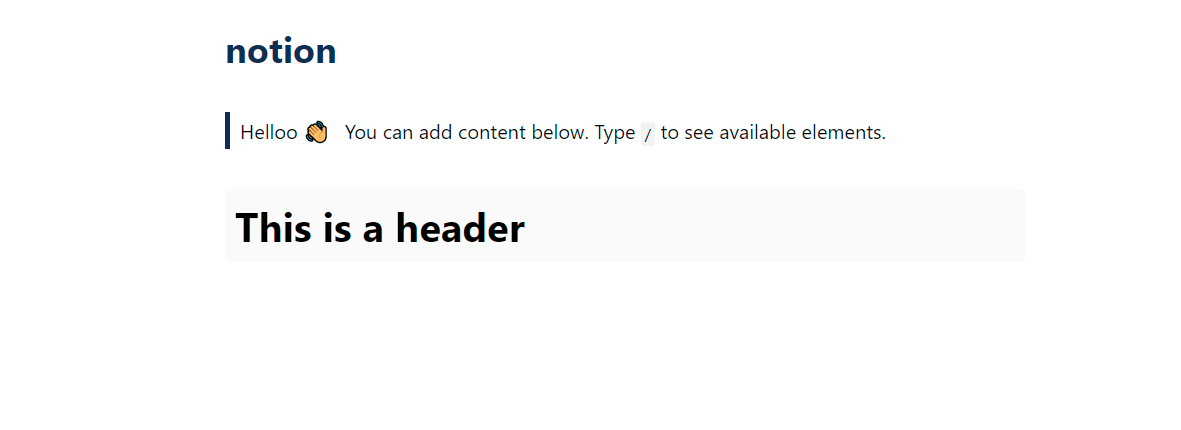 notion
Helloo 👋 You can add content below. Type / to see available elements.
This is a header